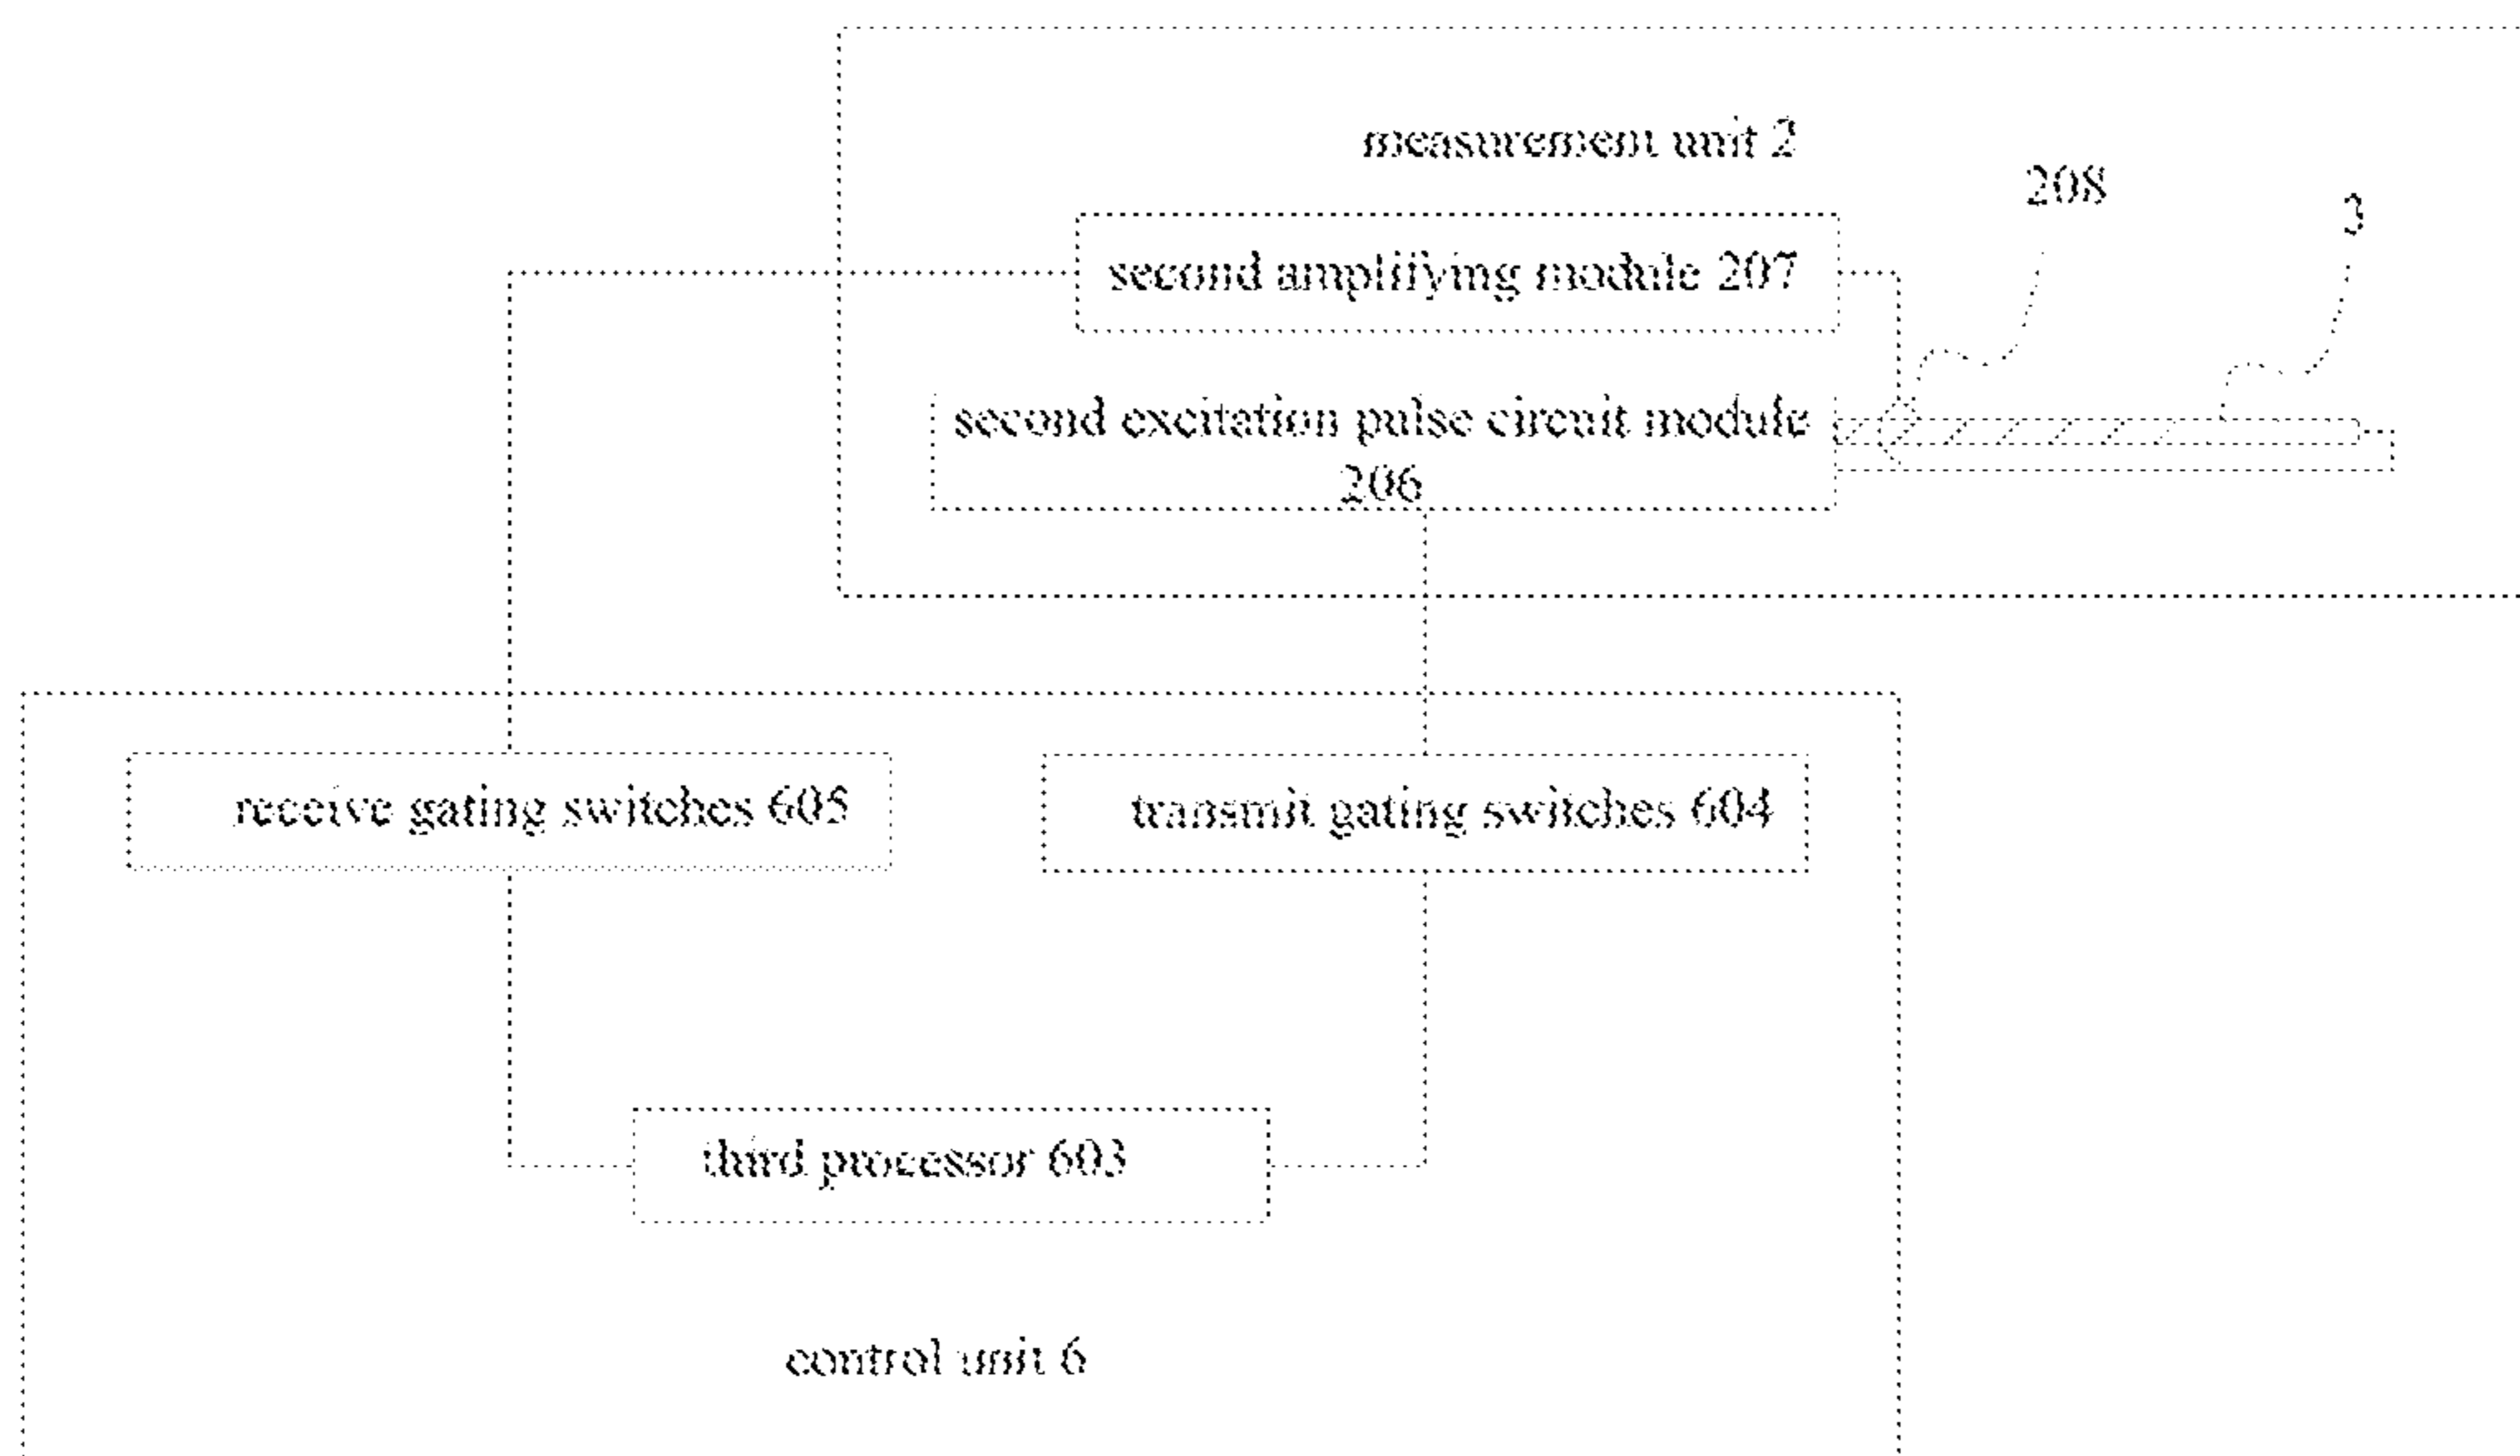 measurement unit 2
208
3
second amplifying module 207
second excitation pulse circuit module
206
receive gating switches 605
transmit gating switches 604
third processor 603
control unit 6